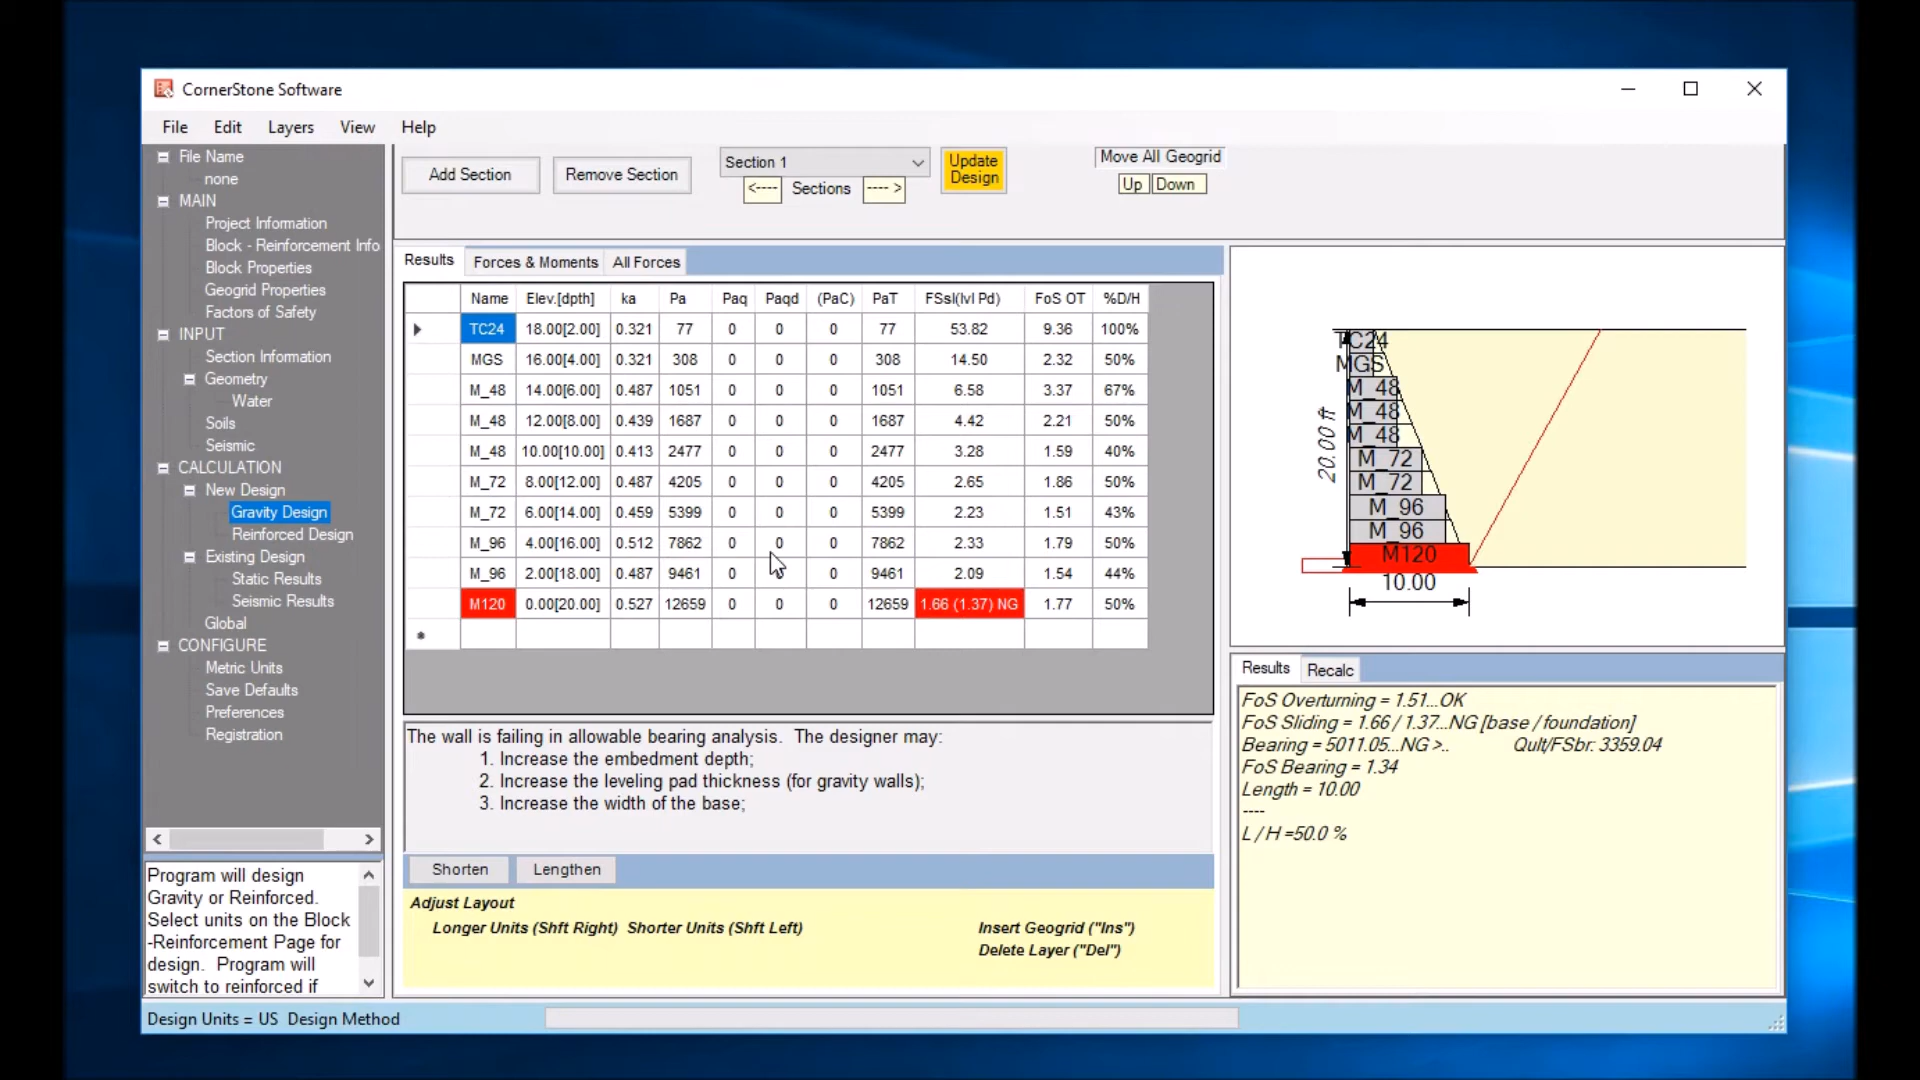 CornerStone Software
File Edit Layers View Help
File Name
none
MAIN
Project Information
Block - Reinforcement Info
Block Properties
Geogrid Properties
Factors of Safety
INPUT
Section Information
Geometry
Water
Soils
Seismic
CALCULATION
New Design
Gravity Design
Reinforced Design
Existing Design
Static Results
Seismic Results
Global
CONFIGURE
Metric Units
Save Defaults
Preferences
Registration
Program will design
Gravity or Reinforced.
Select units on the Block
-Reinforcement Page for
design. Program will
switch to reinforced if
Add Section Remove Section
Section 1
<---- Sections ---- >
Update
Design
Move All Geogrid
Up Down
Results Forces & Moments All Forces
Name Elev.[dpth] ka Pa Paq Paqd (PaC) PaT FSsl(lvl Pd) FoS OT %D/H
TC24 18.00[2.00] 0.321 77 0 0 0 77 53.82 9.36 100%
MGS 16.00[4.00] 0.321 308 0 0 0 308 14.50 2.32 50%
M_48 14.00[6.00] 0.487 1051 0 0 0 1051 6.58 3.37 67%
M_48 12.00[8.00] 0.439 1687 0 0 0 1687 4.42 2.21 50%
M_48 10.00[10.00] 0.413 2477 0 0 0 2477 3.28 1.59 40%
M_72 8.00[12.00] 0.487 4205 0 0 0 4205 2.65 1.86 50%
M_72 6.00[14.00] 0.459 5399 0 0 0 5399 2.23 1.51 43%
M_96 4.00[16.00] 0.512 7862 0 0 0 7862 2.33 1.79 50%
M_96 2.00[18.00] 0.487 9461 0 0 0 9461 2.09 1.54 44%
M120 0.00[20.00] 0.527 12659 0 0 0 12659 1.66 (1.37) NG 1.77 50%
*
The wall is failing in allowable bearing analysis. The designer may:
1. Increase the embedment depth;
2. Increase the leveling pad thickness (for gravity walls);
3. Increase the width of the base;
Shorten Lengthen
Adjust Layout
Longer Units (Shft Right) Shorter Units (Shft Left) Insert Geogrid ("Ins")
Delete Layer ("Del")
TC24
MGS
M_48
M_48
M_48
M_72
M_72
M_96
M_96
M120
20.00 ft
10.00
Results Recalc
FoS Overturning = 1.51...OK
FoS Sliding = 1.66 / 1.37...NG [base / foundation]
Bearing = 5011.05...NG >.. Qult/FSbr: 3359.04
FoS Bearing = 1.34
Length = 10.00
----
L / H =50.0 %
Design Units = US Design Method